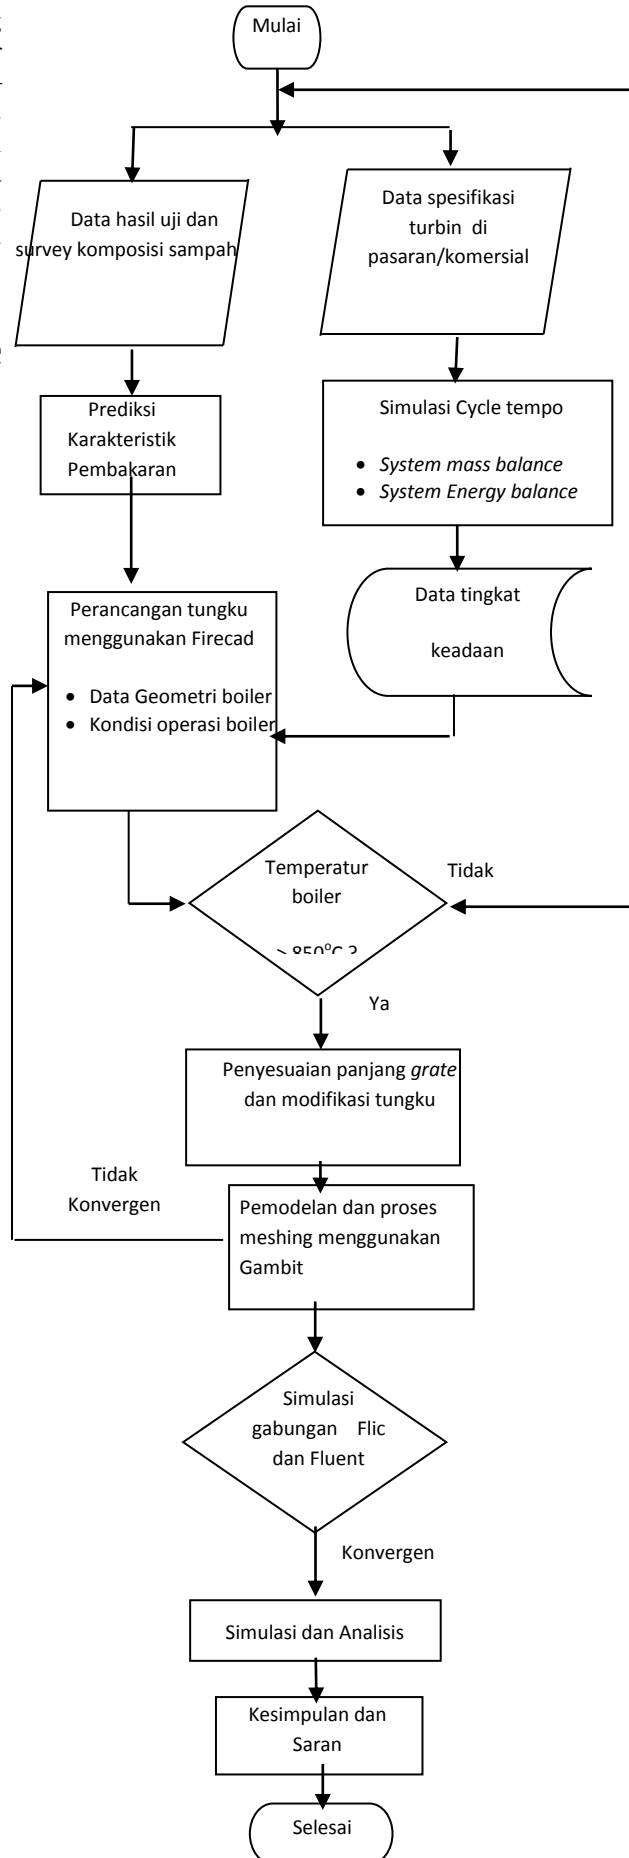 Mulai
Data hasil uji dan
survey komposisi sampah
Data spesifikasi
turbin di
pasaran/komersial
Prediksi
Karakteristik
Pembakaran
Simulasi Cycle tempo
• System mass balance
• System Energy balance
Data tingkat
keadaan
Perancangan tungku
menggunakan Firecad
• Data Geometri boiler
• Kondisi operasi boiler
Temperatur
boiler
> 850°C ?
Tidak
Ya
Penyesuaian panjang grate
dan modifikasi tungku
Tidak
Konvergen
Pemodelan dan proses
meshing menggunakan
Gambit
Simulasi
gabungan Flic
dan Fluent
Konvergen
Simulasi dan Analisis
Kesimpulan dan
Saran
Selesai